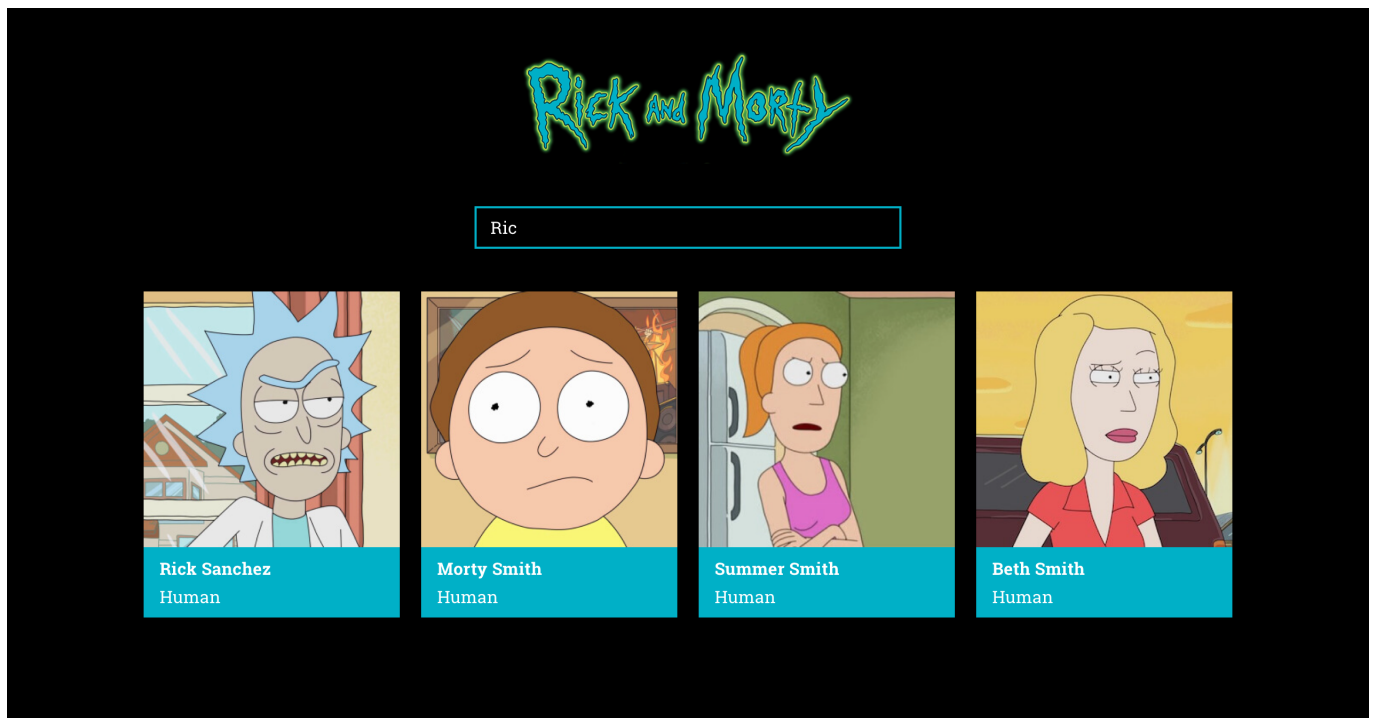 Rick and Morty
Ric
Rick Sanchez
Human
Morty Smith
Human
Summer Smith
Human
Beth Smith
Human